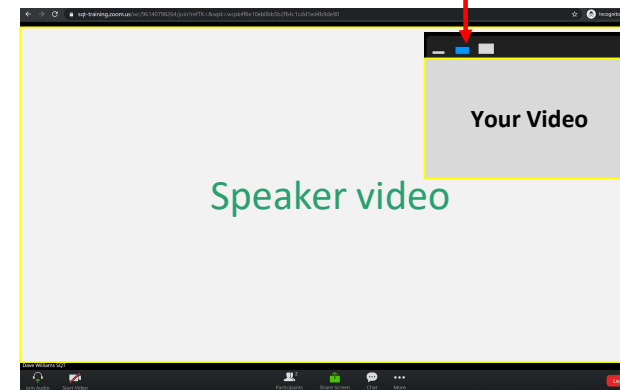 sqt-training.zoom.us
Incognito
Your Video
Speaker video
Dave Williams SQT
Join Audio
Start Video
2
Participants
Share Screen
Chat
More